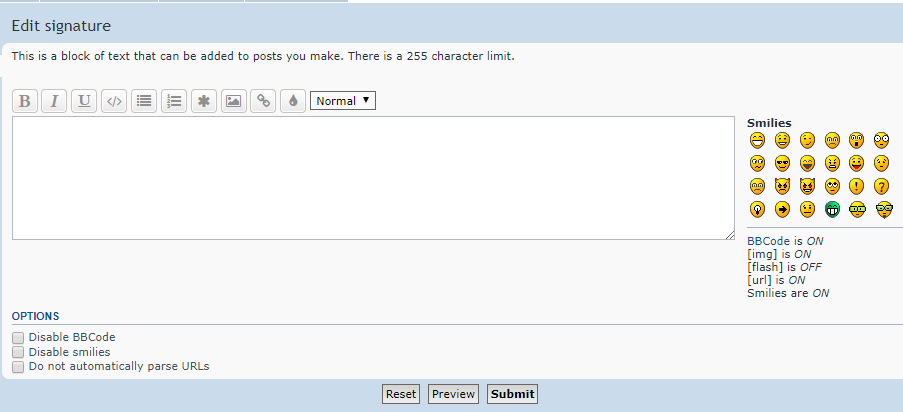 Edit signature
This is a block of text that can be added to posts you make. There is a 255 character limit.
B I U </> Normal
Smilies
BBCode is ON
[img] is ON
[flash] is OFF
[url] is ON
Smilies are ON
OPTIONS
Disable BBCode
Disable smilies
Do not automatically parse URLs
Reset Preview Submit